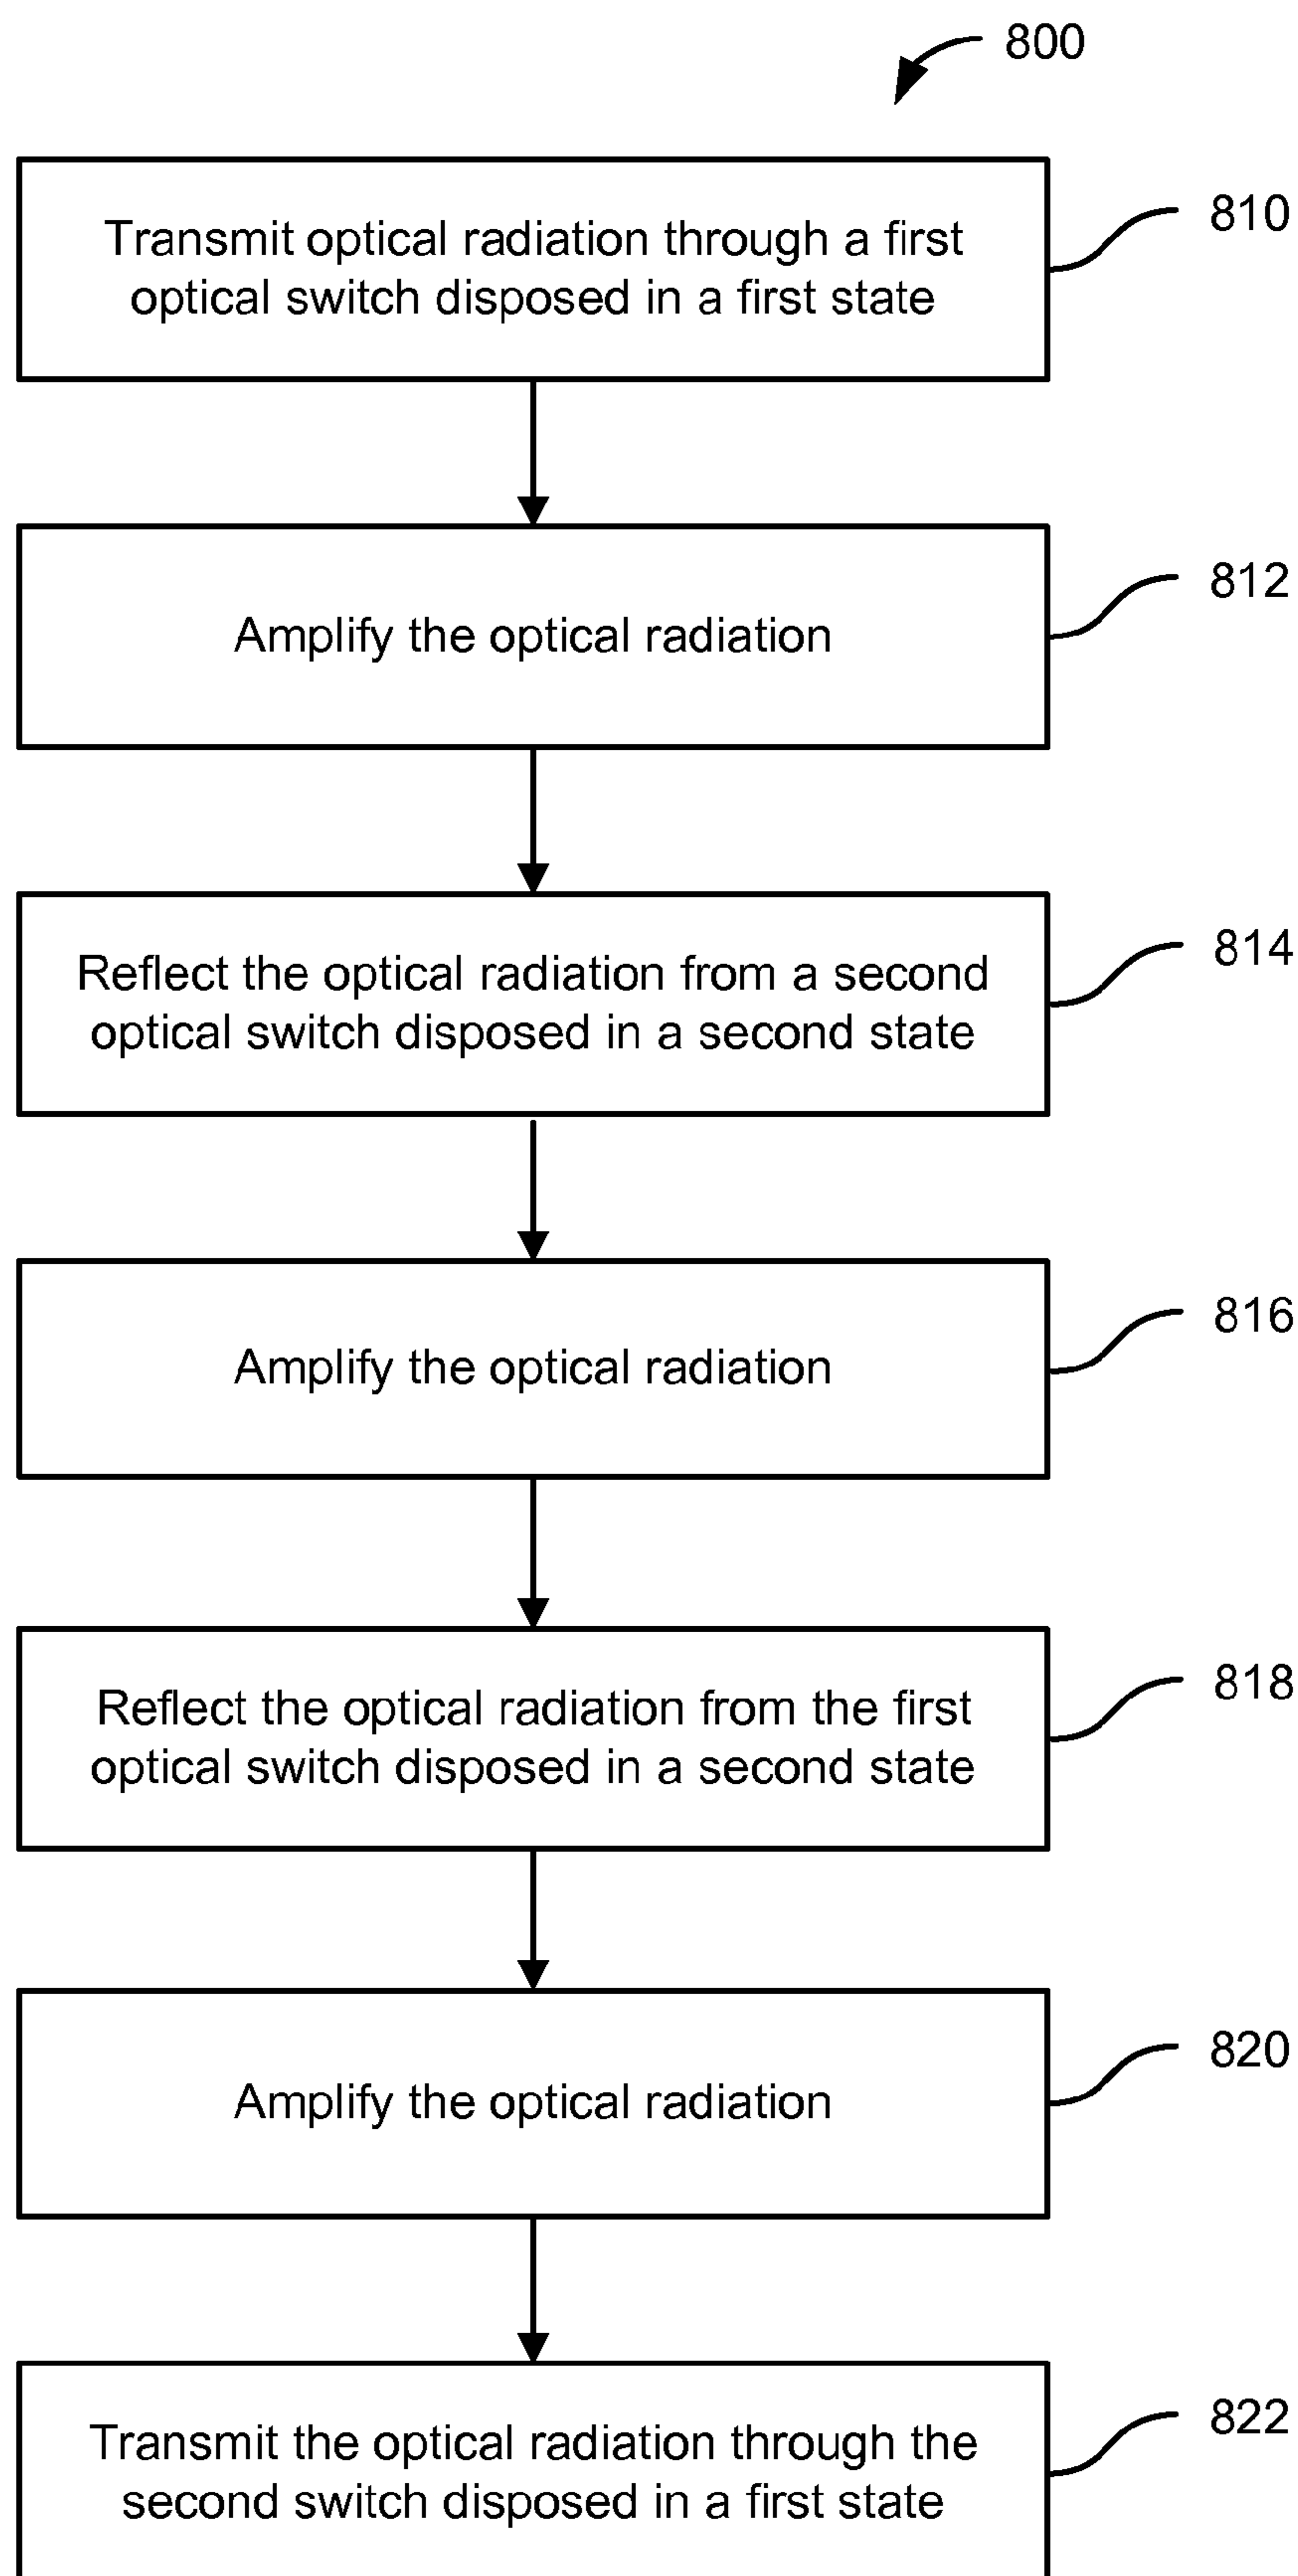 800
Transmit optical radiation through a first
optical switch disposed in a first state
810
Amplify the optical radiation
812
Reflect the optical radiation from a second
optical switch disposed in a second state
814
Amplify the optical radiation
816
Reflect the optical radiation from the first
optical switch disposed in a second state
818
Amplify the optical radiation
820
Transmit the optical radiation through the
second switch disposed in a first state
822